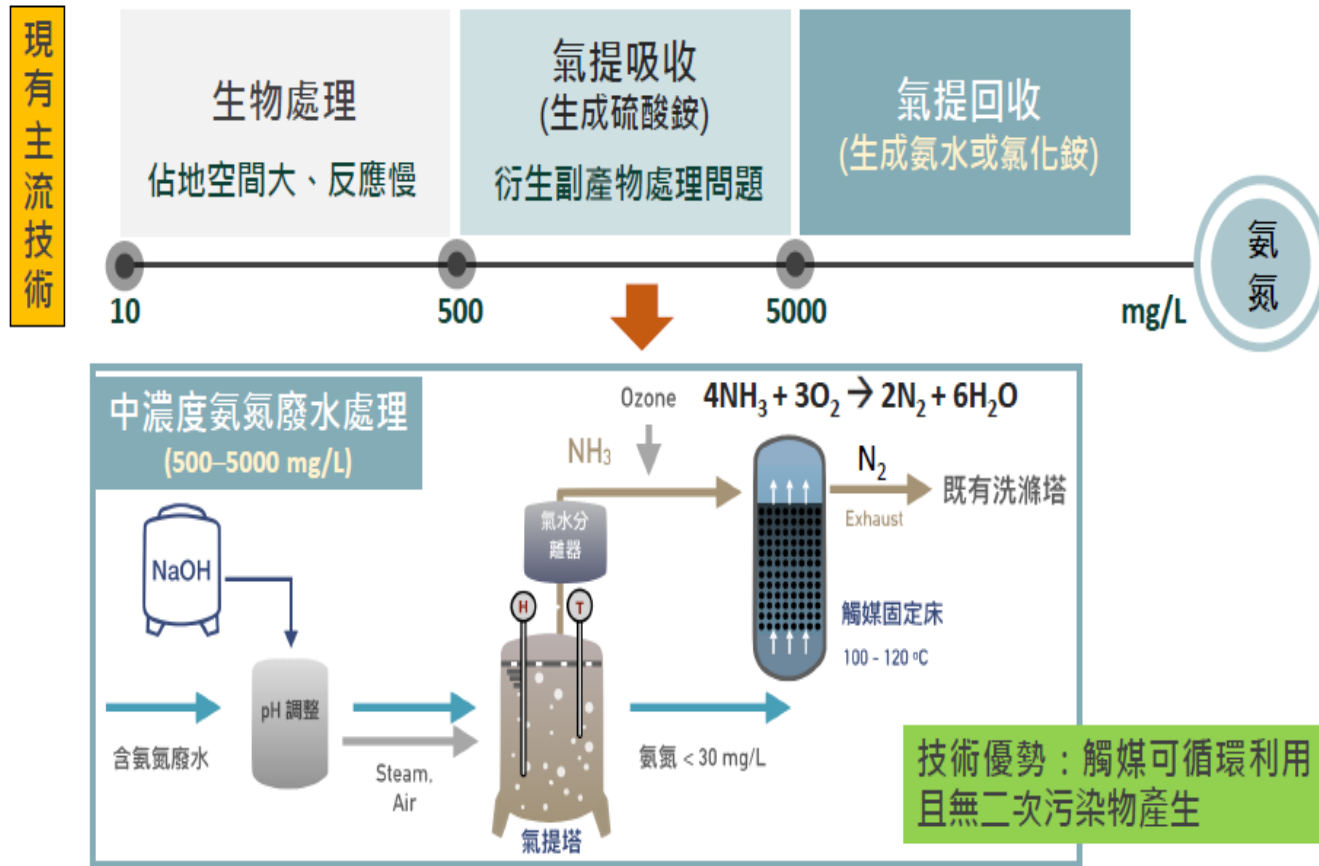 現有主流技術
生物處理
佔地空間大、反應慢
氣提吸收
(生成硫酸銨)
衍生副產物處理問題
氣提回收
(生成氨水或氯化銨)
氨
氮
10
500
5000
mg/L
中濃度氨氮廢水處理
(500–5000 mg/L)
Ozone
4NH₃ + 3O₂ → 2N₂ + 6H₂O
NH₃
N₂
Exhaust
既有洗滌塔
氣水分
離器
NaOH
H
T
觸媒固定床
100 - 120 ºC
pH 調整
含氨氮廢水
Steam,
Air
氨氮 < 30 mg/L
氣提塔
技術優勢：觸媒可循環利用
且無二次污染物產生